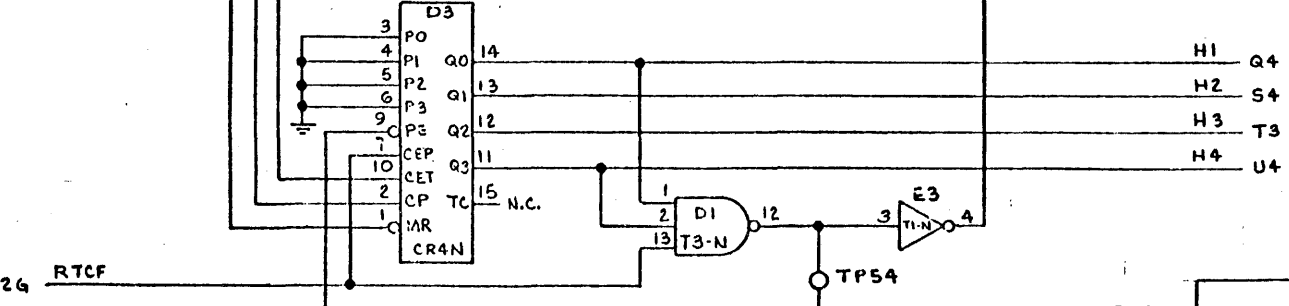 D3
3 P0
4 P1
5 P2
6 P3
9 PE
7 CEP
10 CET
2 CP
1 MR
Q0 14
Q1 13
Q2 12
Q3 11
TC 15 N.C.
CR4N
H1 Q4
H2 S4
H3 T3
H4 U4
1
2
13
D1
T3-N
12
E3
3
T1-N
4
TP54
2G RTCF